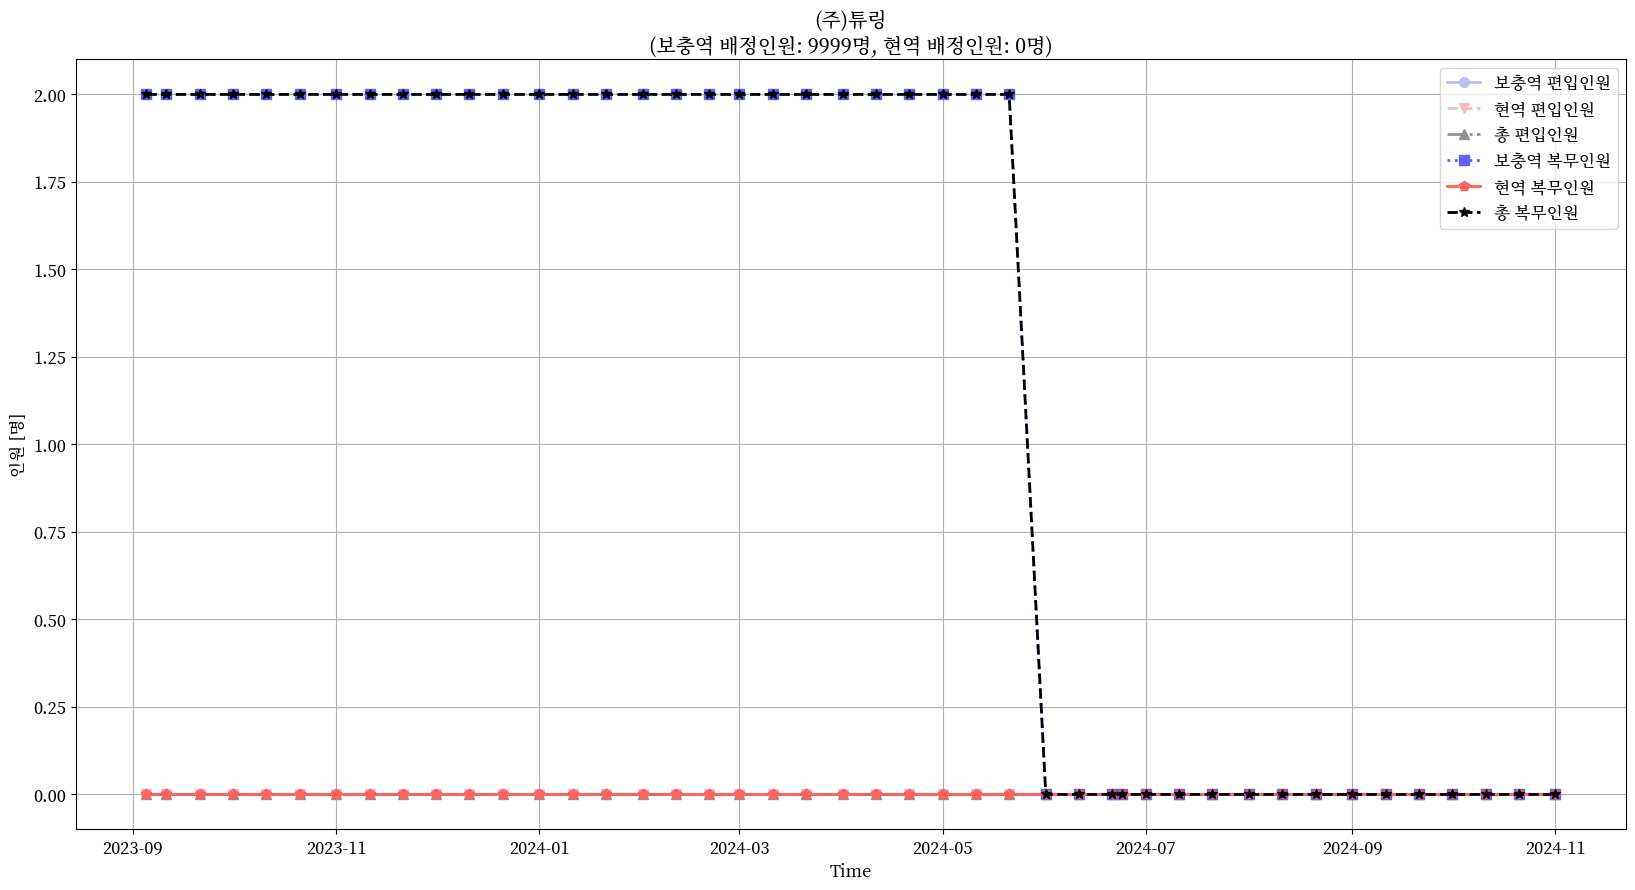 (주)튜링
(보충역 배정인원: 9999명, 현역 배정인원: 0명)
보충역 편입인원
현역 편입인원
총 편입인원
보충역 복무인원
현역 복무인원
총 복무인원
인원 [명]
2.00
1.75
1.50
1.25
1.00
0.75
0.50
0.25
0.00
2023-09
2023-11
2024-01
2024-03
2024-05
2024-07
2024-09
2024-11
Time